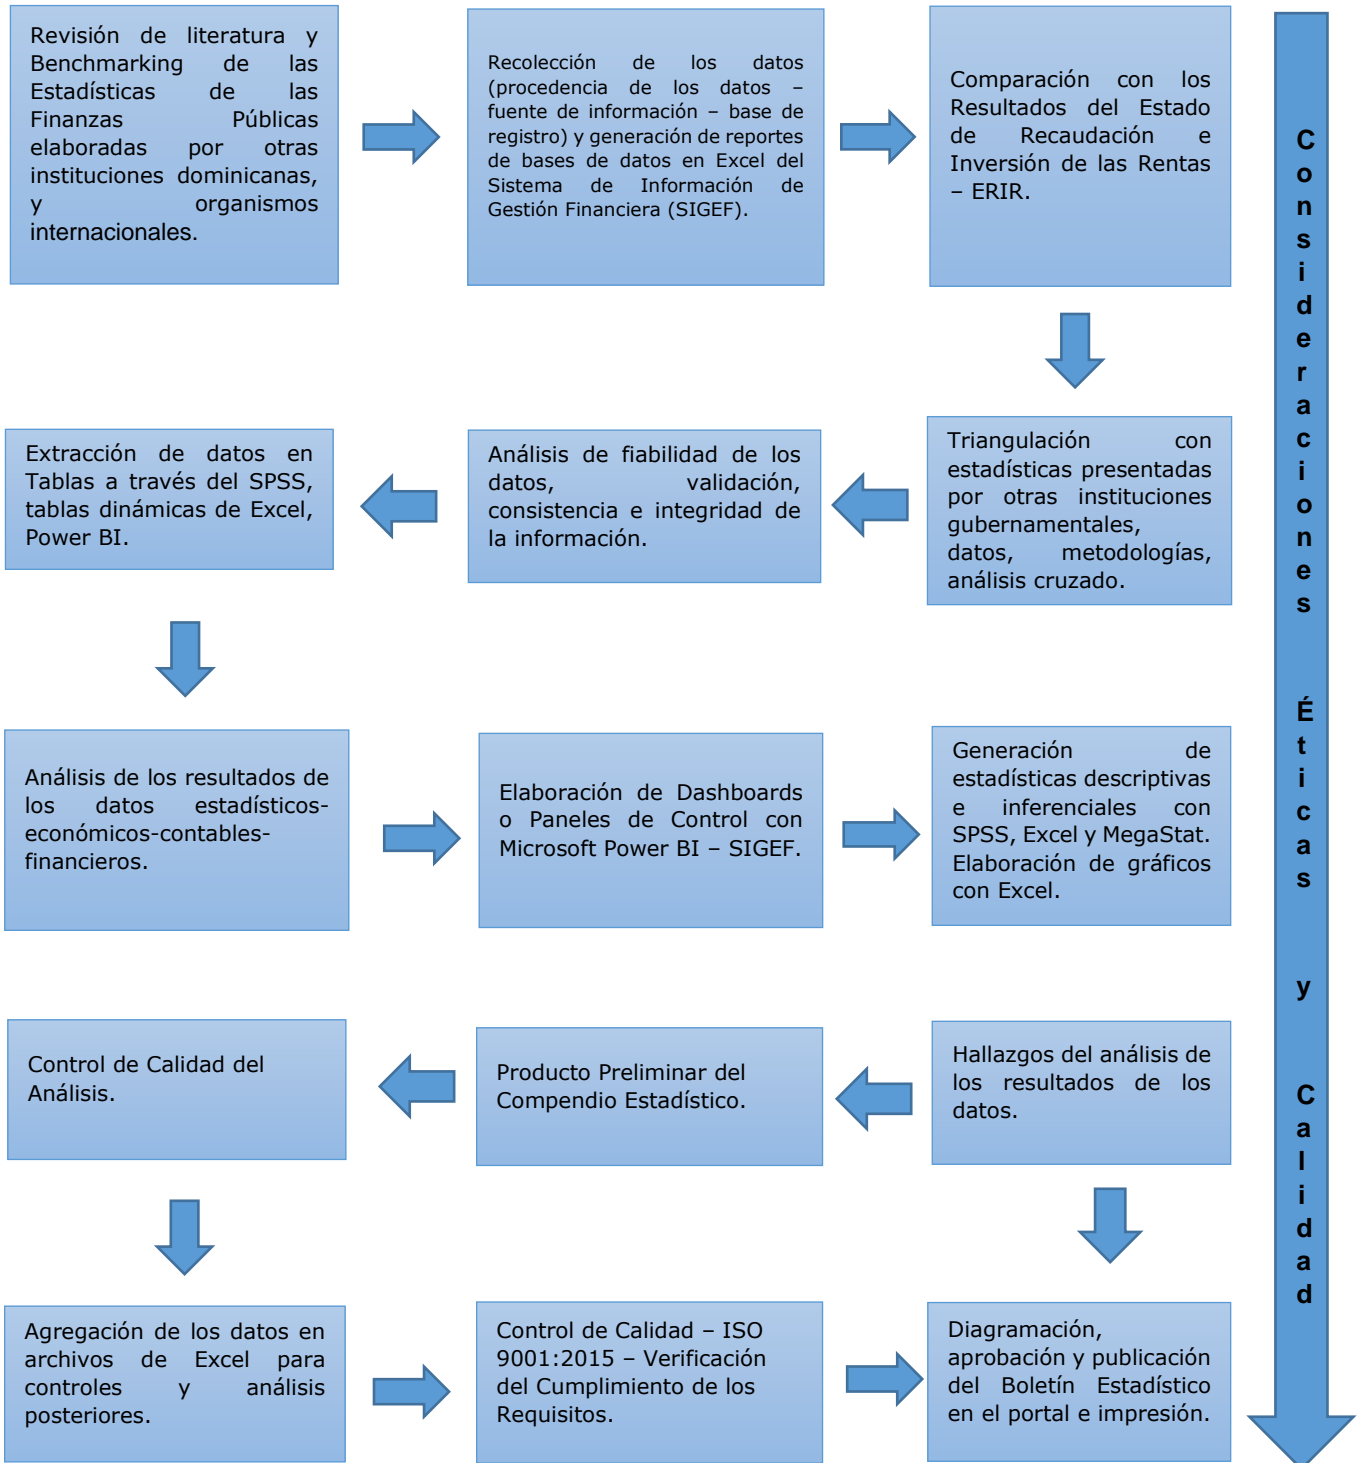 Revisión de literatura y
Benchmarking de las
Estadísticas de las
Finanzas Públicas
elaboradas por otras
instituciones dominicanas,
y organismos
internacionales.
Recolección de los datos
(procedencia de los datos –
fuente de información – base de
registro) y generación de reportes
de bases de datos en Excel del
Sistema de Información de
Gestión Financiera (SIGEF).
Comparación con los
Resultados del Estado
de Recaudación e
Inversión de las Rentas
– ERIR.
Triangulación con
estadísticas presentadas
por otras instituciones
gubernamentales,
datos, metodologías,
análisis cruzado.
Análisis de fiabilidad de los
datos, validación,
consistencia e integridad de
la información.
Extracción de datos en
Tablas a través del SPSS,
tablas dinámicas de Excel,
Power BI.
Análisis de los resultados de
los datos estadísticos-
económicos-contables-
financieros.
Elaboración de Dashboards
o Paneles de Control con
Microsoft Power BI – SIGEF.
Generación de
estadísticas descriptivas
e inferenciales con
SPSS, Excel y MegaStat.
Elaboración de gráficos
con Excel.
Hallazgos del análisis de
los resultados de los
datos.
Producto Preliminar del
Compendio Estadístico.
Control de Calidad del
Análisis.
Agregación de los datos en
archivos de Excel para
controles y análisis
posteriores.
Control de Calidad – ISO
9001:2015 – Verificación
del Cumplimiento de los
Requisitos.
Diagramación,
aprobación y publicación
del Boletín Estadístico
en el portal e impresión.
Consideraciones Éticas y Calidad